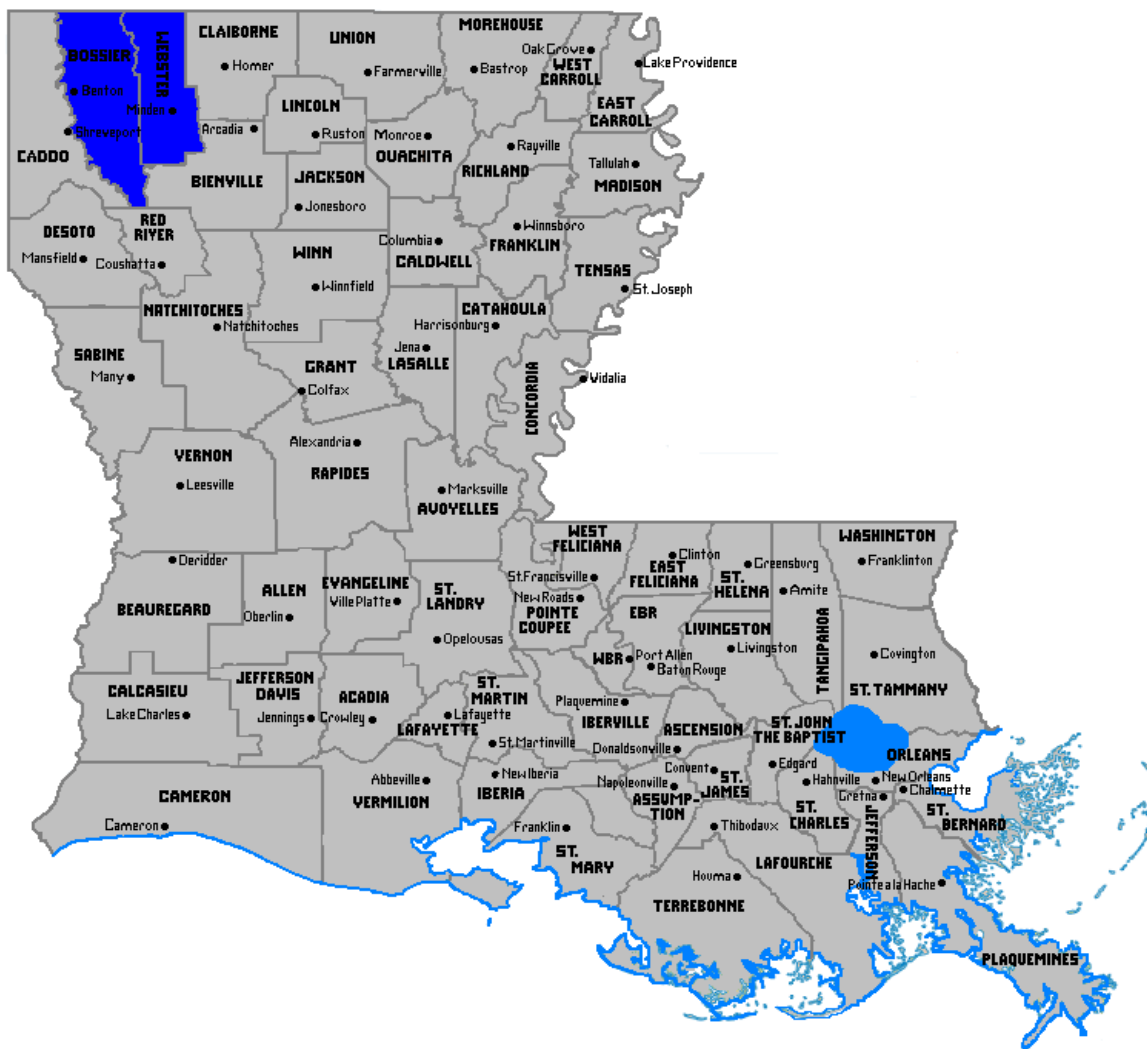 BOSSIER
WEBSTER
CLAIBORNE
Homer
UNION
Farmerville
MOREHOUSE
Bastrop
Oak Grove
WEST
CARROLL
Lake Providence
EAST
CARROLL
Benton
Minden
Shreveport
CADDO
Arcadia
LINCOLN
Ruston
Monroe
OUACHITA
Rayville
RICHLAND
Tallulah
MADISON
BIENVILLE
JACKSON
Jonesboro
DESOTO
Mansfield
RED
RIVER
Coushatta
WINN
Winnfield
Columbia
CALDWELL
Winnsboro
FRANKLIN
TENSAS
St. Joseph
NATCHITOCHES
Natchitoches
CATAHOULA
Harrisonburg
SABINE
Many
GRANT
Colfax
Jena
LASALLE
CONCORDIA
Vidalia
VERNON
Leesville
Alexandria
RAPIDES
Marksville
AVOYELLES
Deridder
BEAUREGARD
ALLEN
Oberlin
EVANGELINE
Ville Platte
ST.
LANDRY
Opelousas
WEST
FELICIANA
St. Francisville
New Roads
POINTE
COUPEE
Clinton
EAST
FELICIANA
Greensburg
ST.
HELENA
Amite
TANGIPAHOA
WASHINGTON
Franklinton
EBR
LIVINGSTON
Livingston
WBR
Port Allen
Baton Rouge
Covington
ST. TAMMANY
CALCASIEU
Lake Charles
JEFFERSON
DAVIS
Jennings
ACADIA
Crowley
LAFAYETTE
Lafayette
ST.
MARTIN
St. Martinville
Plaquemine
IBERVILLE
ASCENSION
Donaldsonville
ST. JOHN
THE BAPTIST
Edgard
ORLEANS
New Orleans
Chalmette
Hahnville
Gretna
CAMERON
Cameron
Abbeville
VERMILION
New Iberia
IBERIA
Napoleonville
ASSUMP-
TION
Convent
ST.
JAMES
ST.
CHARLES
JEFFERSON
ST.
BERNARD
Franklin
ST.
MARY
Thibodaux
LAFOURCHE
Houma
TERREBONNE
Pointe a la Hache
PLAQUEMINES